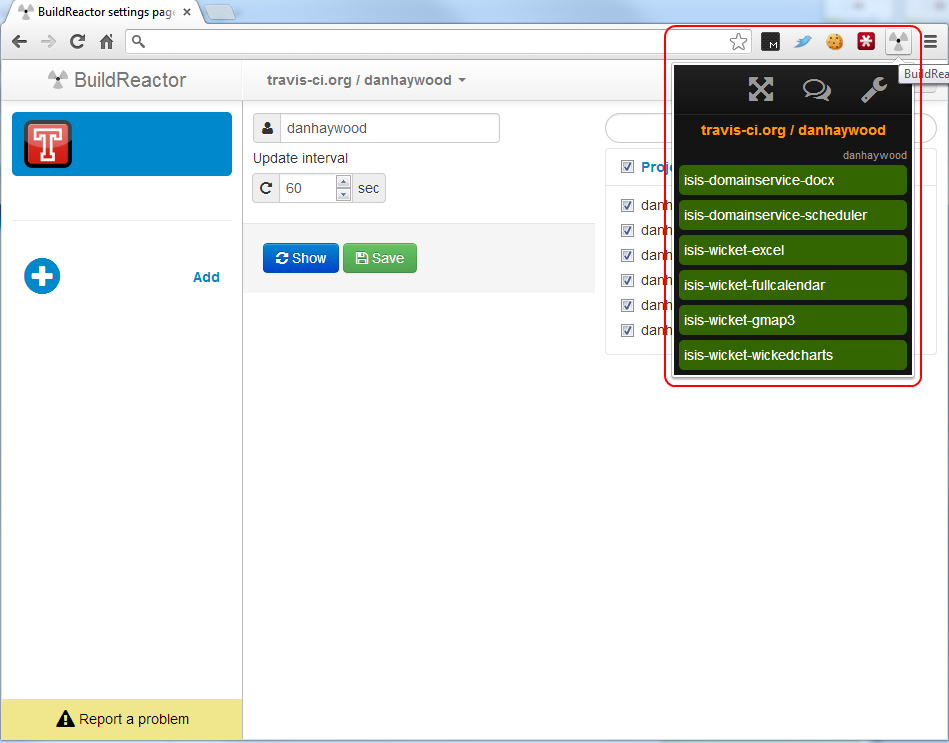 BuildReactor settings pag
M
BuildRea
BuildReactor
travis-ci.org / danhaywood
T
danhaywood
Update interval
60 sec
Show
Save
Add
Proj
danh
danh
danh
danh
danh
danh
travis-ci.org / danhaywood
danhaywood
isis-domainservice-docx
isis-domainservice-scheduler
isis-wicket-excel
isis-wicket-fullcalendar
isis-wicket-gmap3
isis-wicket-wickedcharts
Report a problem